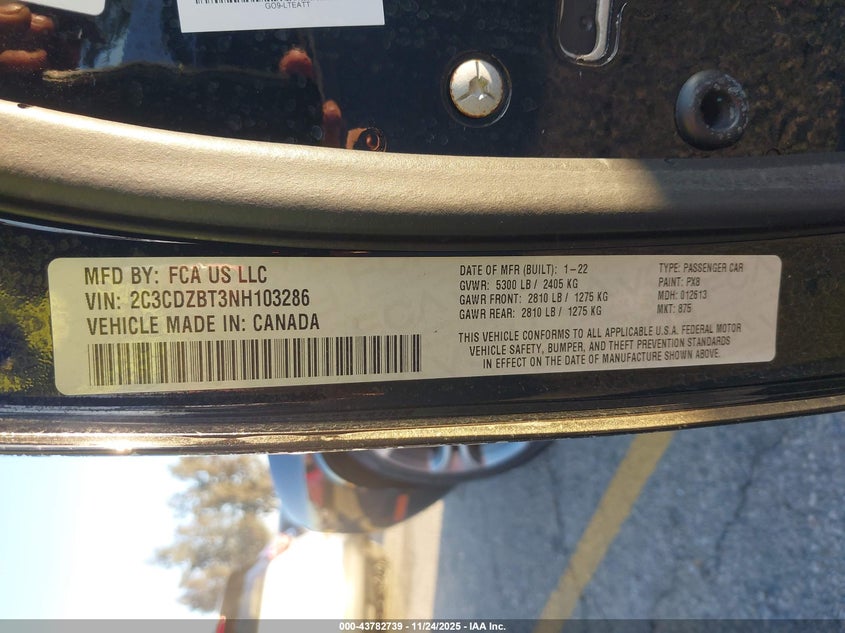 GO9-LTEATT
MFD BY: FCA US LLC
VIN: 2C3CDZBT3NH103286
VEHICLE MADE IN: CANADA
DATE OF MFR (BUILT): 1-22
GVWR: 5300 LB / 2405 KG
GAWR FRONT: 2810 LB / 1275 KG
GAWR REAR: 2810 LB / 1275 KG
TYPE: PASSENGER CAR
PAINT: PX8
MDH: 012613
MKT: 875
THIS VEHICLE CONFORMS TO ALL APPLICABLE U.S.A. FEDERAL MOTOR
VEHICLE SAFETY, BUMPER, AND THEFT PREVENTION STANDARDS
IN EFFECT ON THE DATE OF MANUFACTURE SHOWN ABOVE.
000-43782739 - 11/24/2025 - IAA Inc.